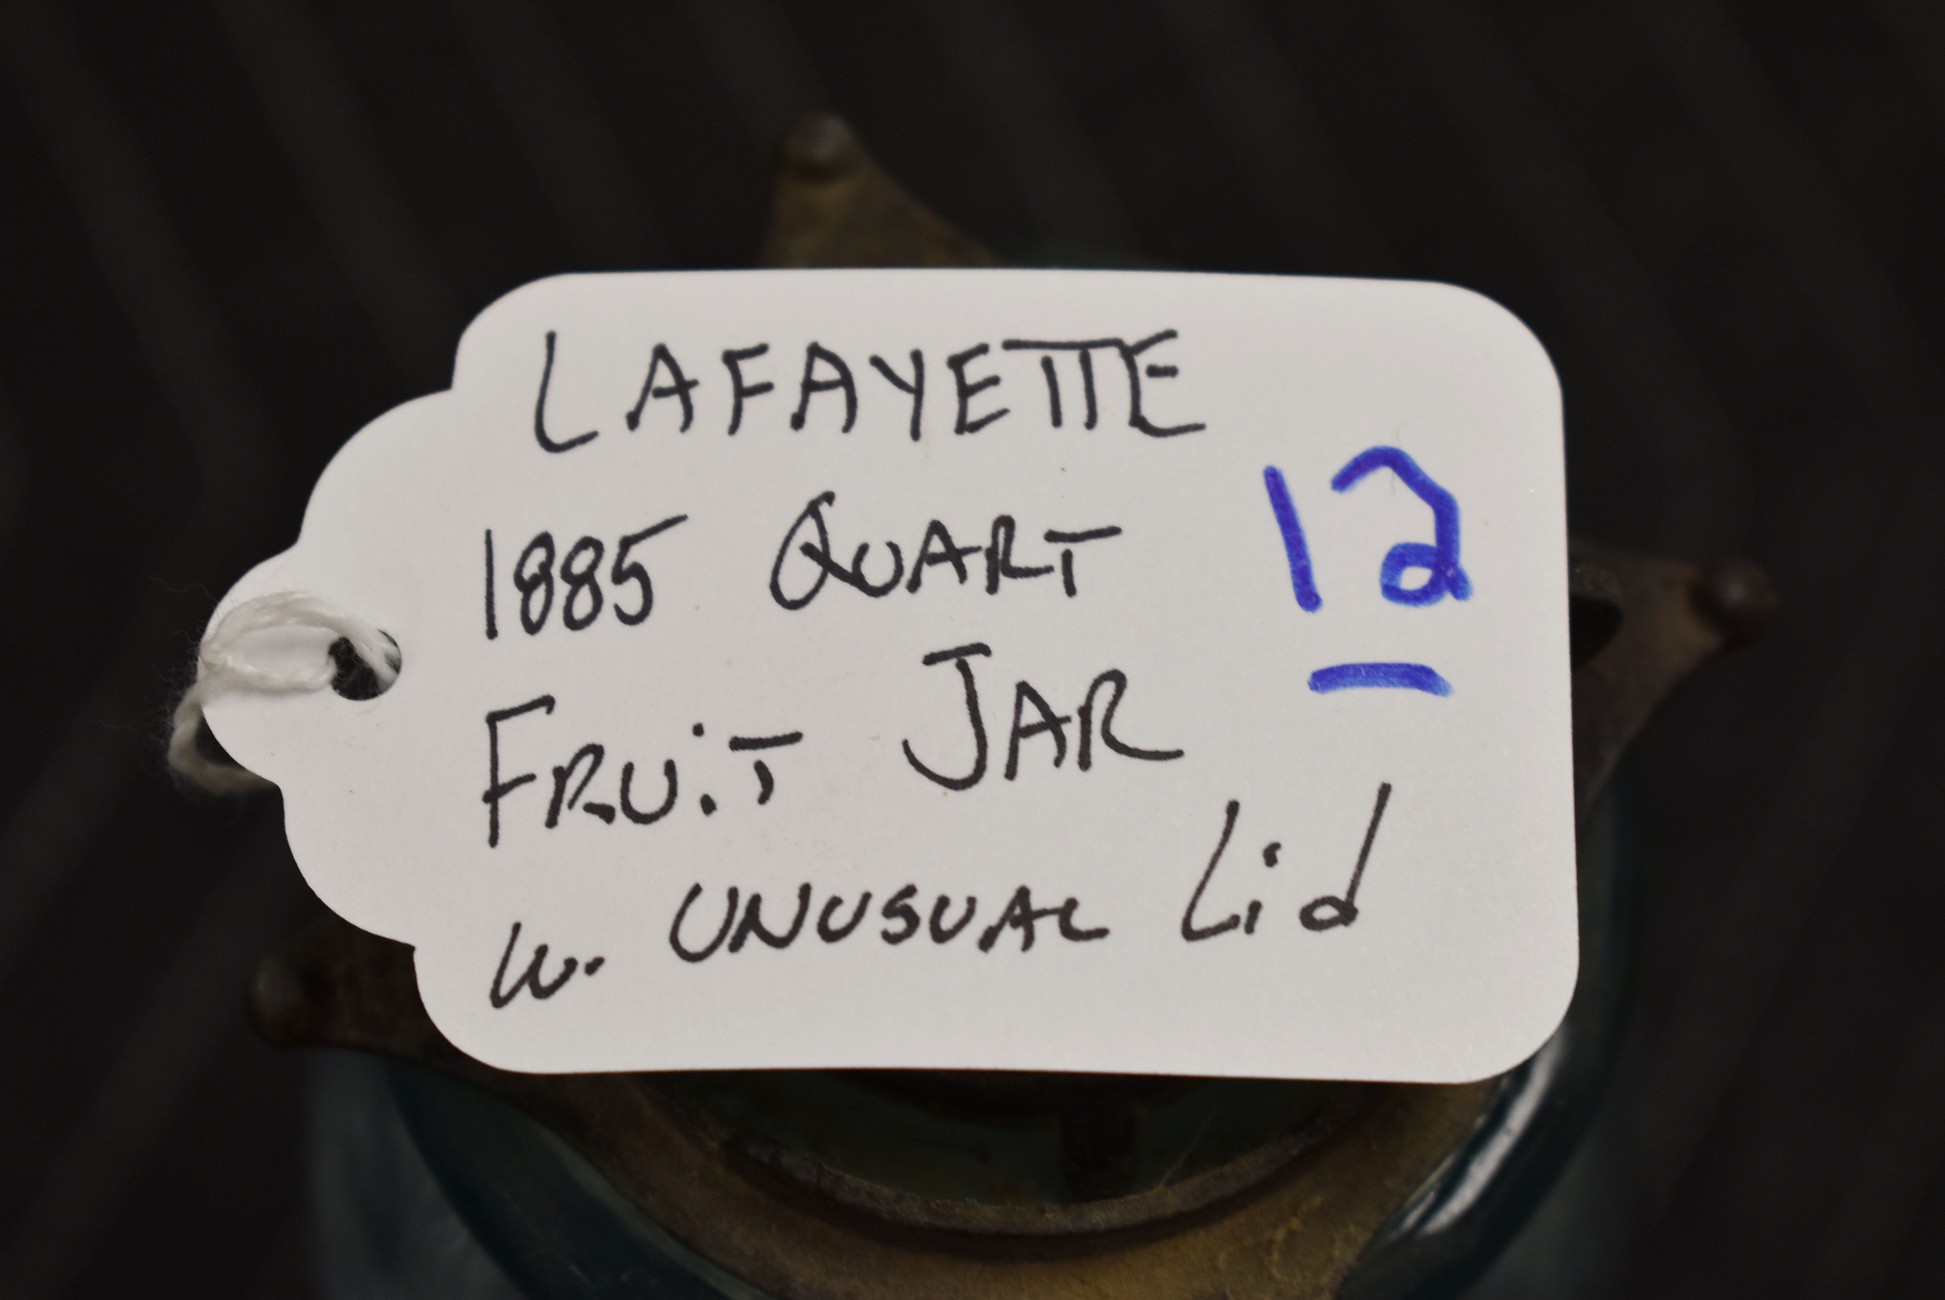 LAFAYETTE
1885 QUART
12
FRUiT JAR
W. UNUSUAL Lid